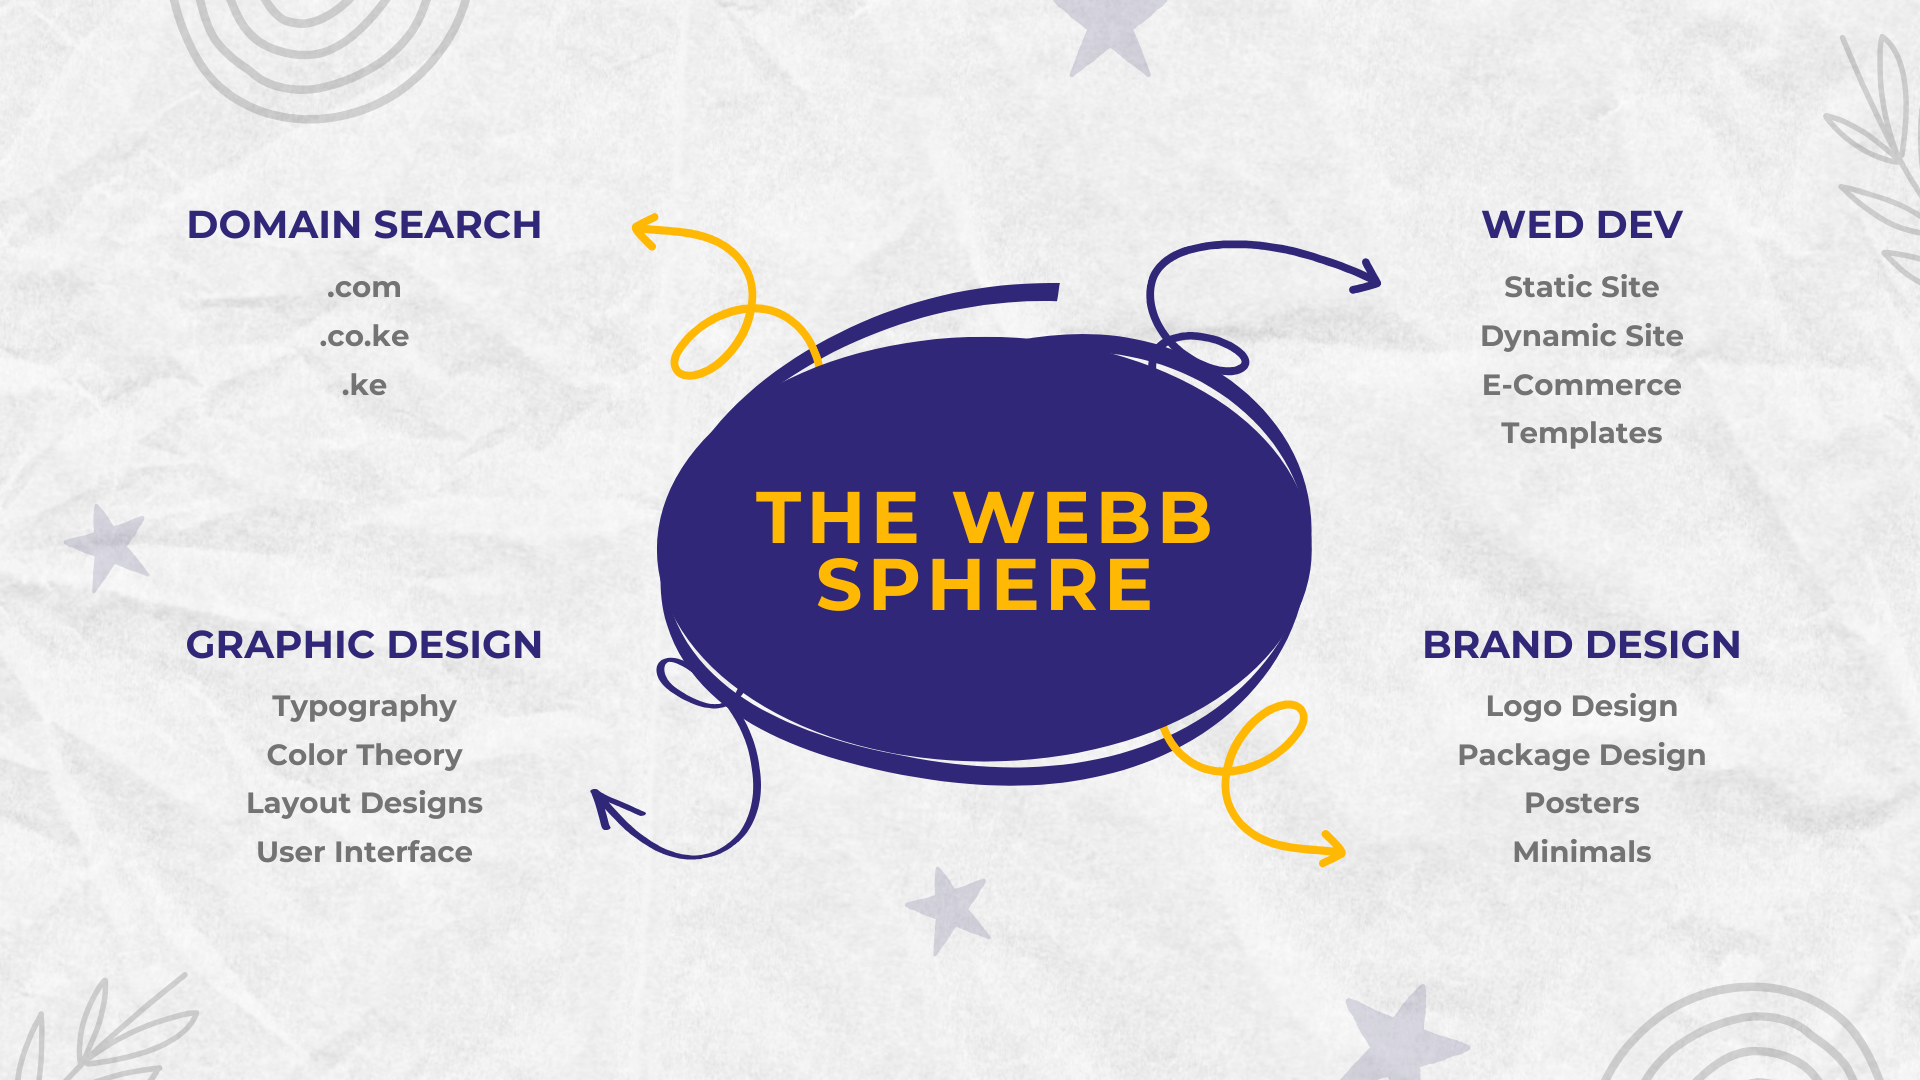 DOMAIN SEARCH
.com
.co.ke
.ke
WED DEV
Static Site
Dynamic Site
E-Commerce
Templates
THE WEBB
SPHERE
GRAPHIC DESIGN
Typography
Color Theory
Layout Designs
User Interface
BRAND DESIGN
Logo Design
Package Design
Posters
Minimals